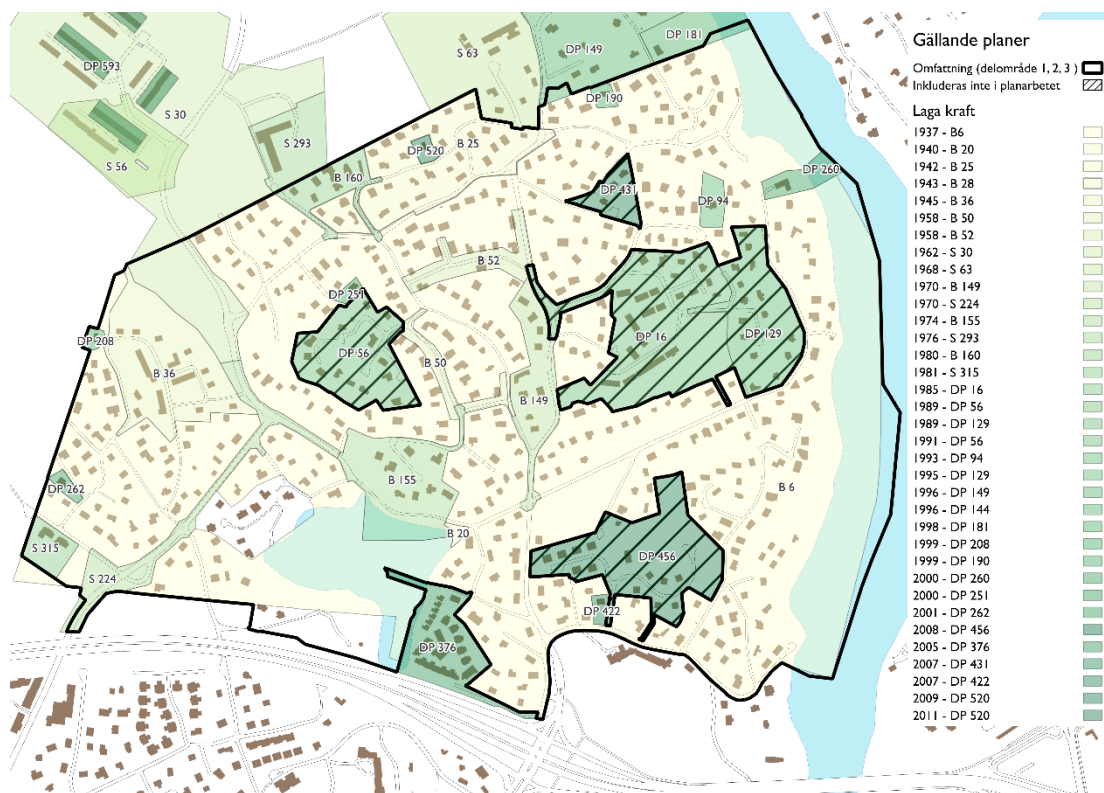 DP 593
S 30
S 56
S 63
DP 149
DP 181
S 293
DP 190
DP 520
B 25
B 160
DP 431
DP 94
DP 260
B 52
DP 251
DP 208
DP 56
DP 16
DP 129
B 36
B 50
B 149
B 155
DP 262
B 6
B 20
S 315
DP 456
S 224
DP 422
DP 376
Gällande planer
Omfattning (delområde 1, 2, 3 )
Inkluderas inte i planarbetet
Laga kraft
1937 - B6
1940 - B 20
1942 - B 25
1943 - B 28
1945 - B 36
1958 - B 50
1958 - B 52
1962 - S 30
1968 - S 63
1970 - B 149
1970 - S 224
1974 - B 155
1976 - S 293
1980 - B 160
1981 - S 315
1985 - DP 16
1989 - DP 56
1989 - DP 129
1991 - DP 56
1993 - DP 94
1995 - DP 129
1996 - DP 149
1996 - DP 144
1998 - DP 181
1999 - DP 208
1999 - DP 190
2000 - DP 260
2000 - DP 251
2001 - DP 262
2008 - DP 456
2005 - DP 376
2007 - DP 431
2007 - DP 422
2009 - DP 520
2011 - DP 520